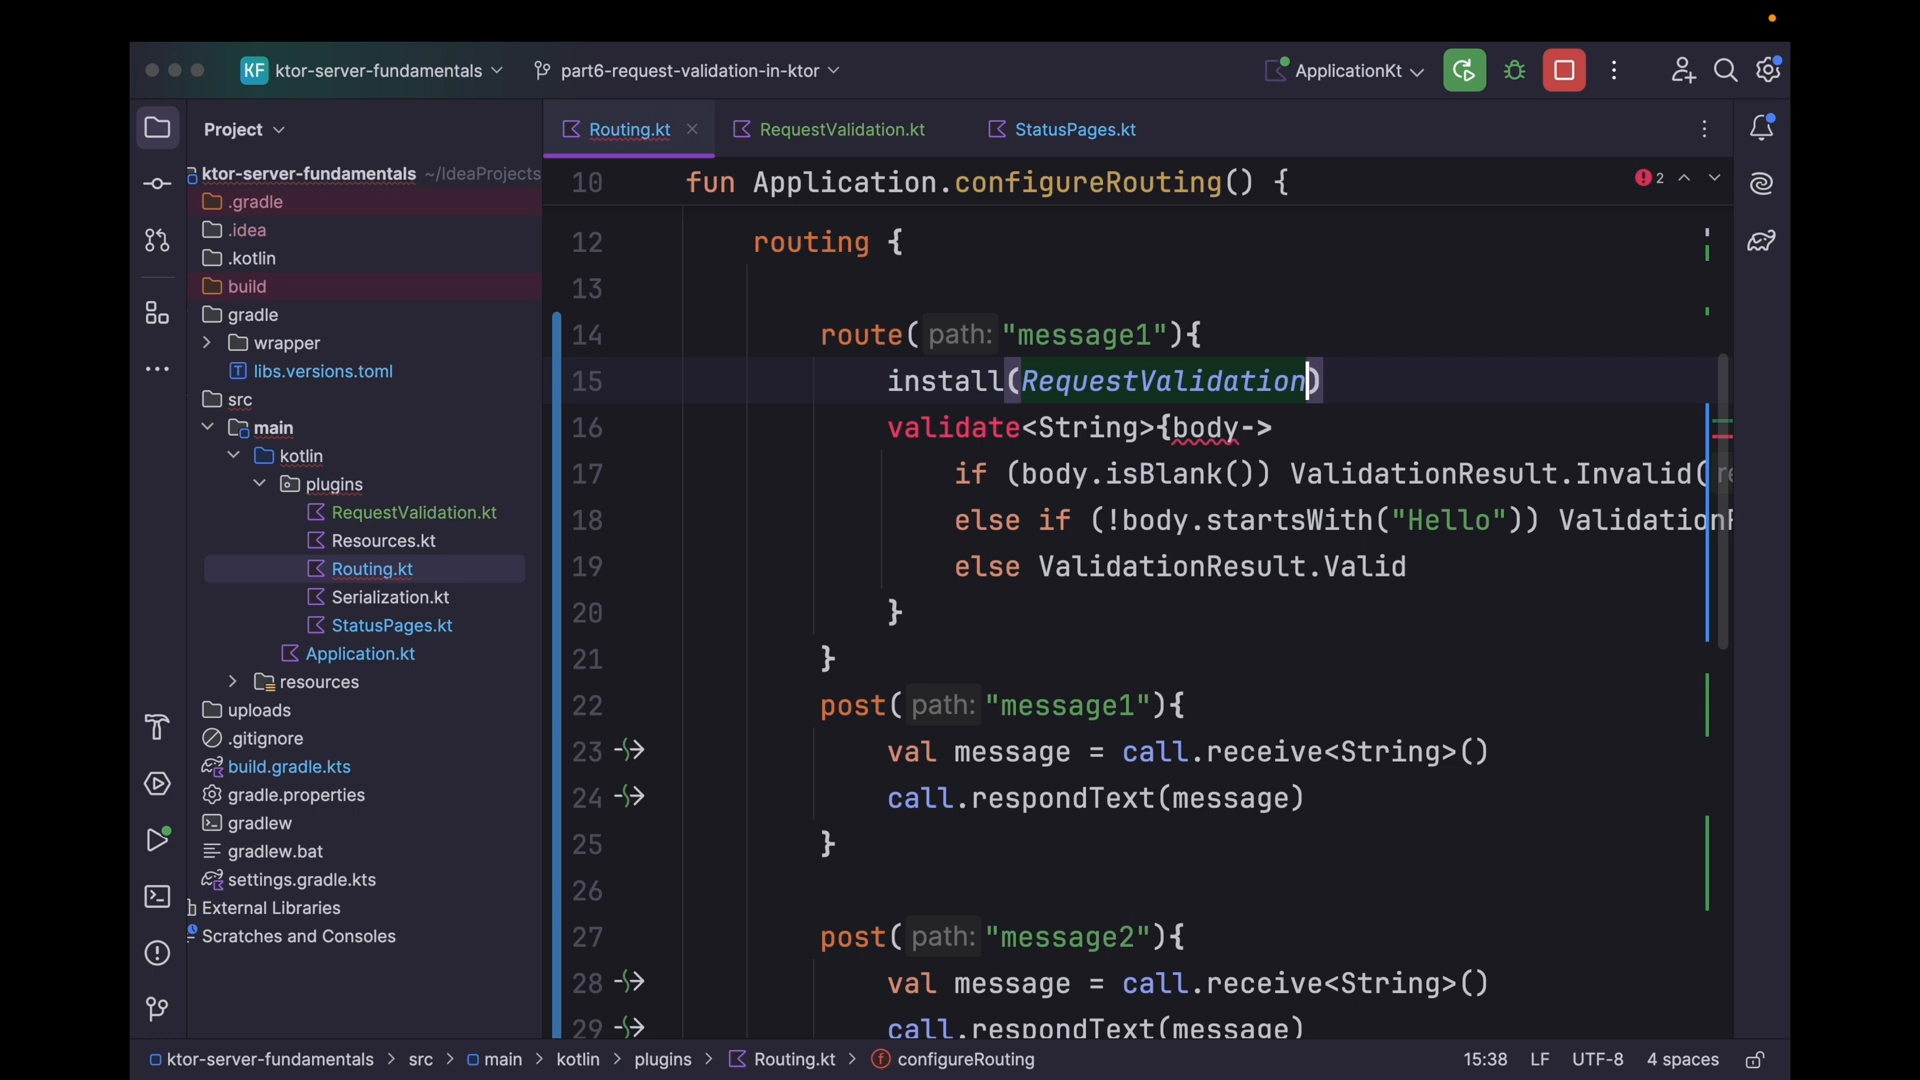 KF ktor-server-fundamentals part6-request-validation-in-ktor ApplicationKt
Project
Routing.kt RequestValidation.kt StatusPages.kt
ktor-server-fundamentals ~/IdeaProjects
.gradle
.idea
.kotlin
build
gradle
wrapper
libs.versions.toml
src
main
kotlin
plugins
RequestValidation.kt
Resources.kt
Routing.kt
Serialization.kt
StatusPages.kt
Application.kt
resources
uploads
.gitignore
build.gradle.kts
gradle.properties
gradlew
gradlew.bat
settings.gradle.kts
External Libraries
Scratches and Consoles
10 fun Application.configureRouting() { 2
12 routing {
13
14 route( path: "message1"){
15 install(RequestValidation)
16 validate<String>{body->
17 if (body.isBlank()) ValidationResult.Invalid( re
18 else if (!body.startsWith("Hello")) Validation
19 else ValidationResult.Valid
20 }
21 }
22 post( path: "message1"){
23 val message = call.receive<String>()
24 call.respondText(message)
25 }
26
27 post( path: "message2"){
28 val message = call.receive<String>()
29 call.respondText(message)
ktor-server-fundamentals > src > main > kotlin > plugins > Routing.kt > configureRouting 15:38 LF UTF-8 4 spaces